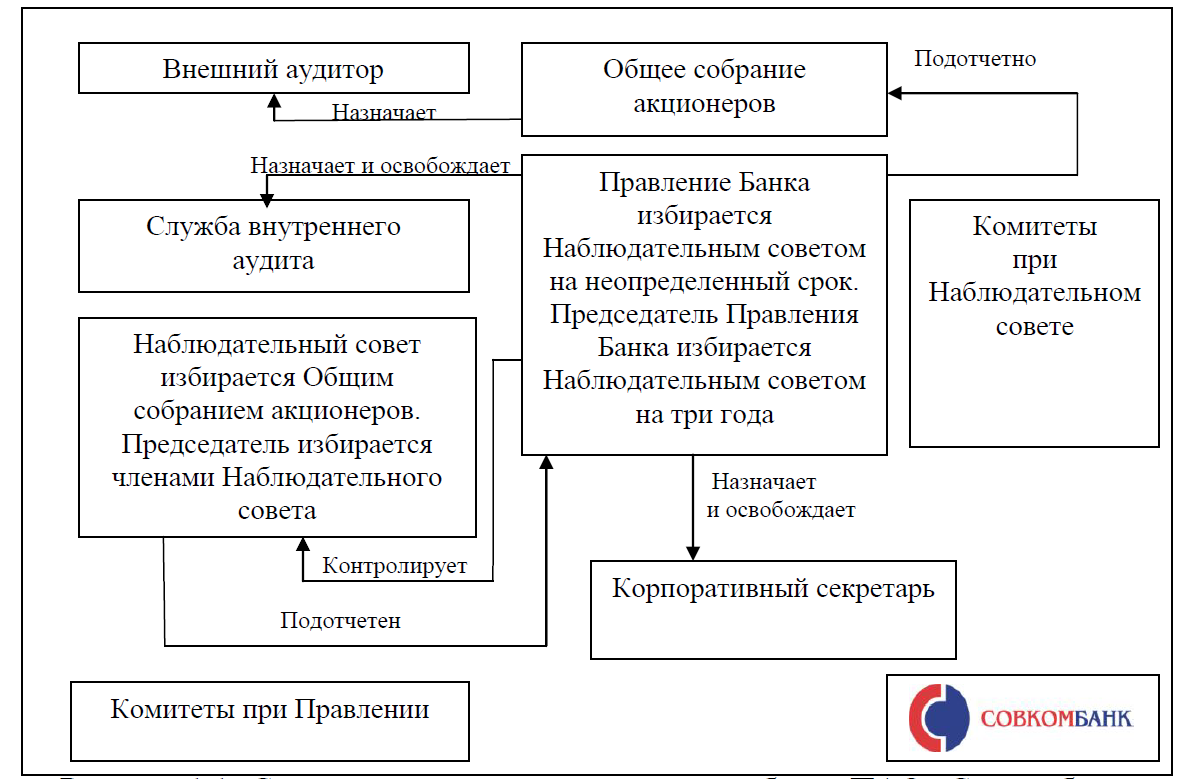 Внешний аудитор
Общее собрание
акционеров
Подотчетно
Назначает
Назначает и освобождает
Служба внутреннего
аудита
Правление Банка
избирается
Наблюдательным советом
на неопределенный срок.
Председатель Правления
Банка избирается
Наблюдательным советом
на три года
Комитеты
при
Наблюдательном
совете
Наблюдательный совет
избирается Общим
собранием акционеров.
Председатель избирается
членами Наблюдательного
совета
Назначает
и освобождает
Контролирует
Корпоративный секретарь
Подотчетен
Комитеты при Правлении
СОВКОМБАНК